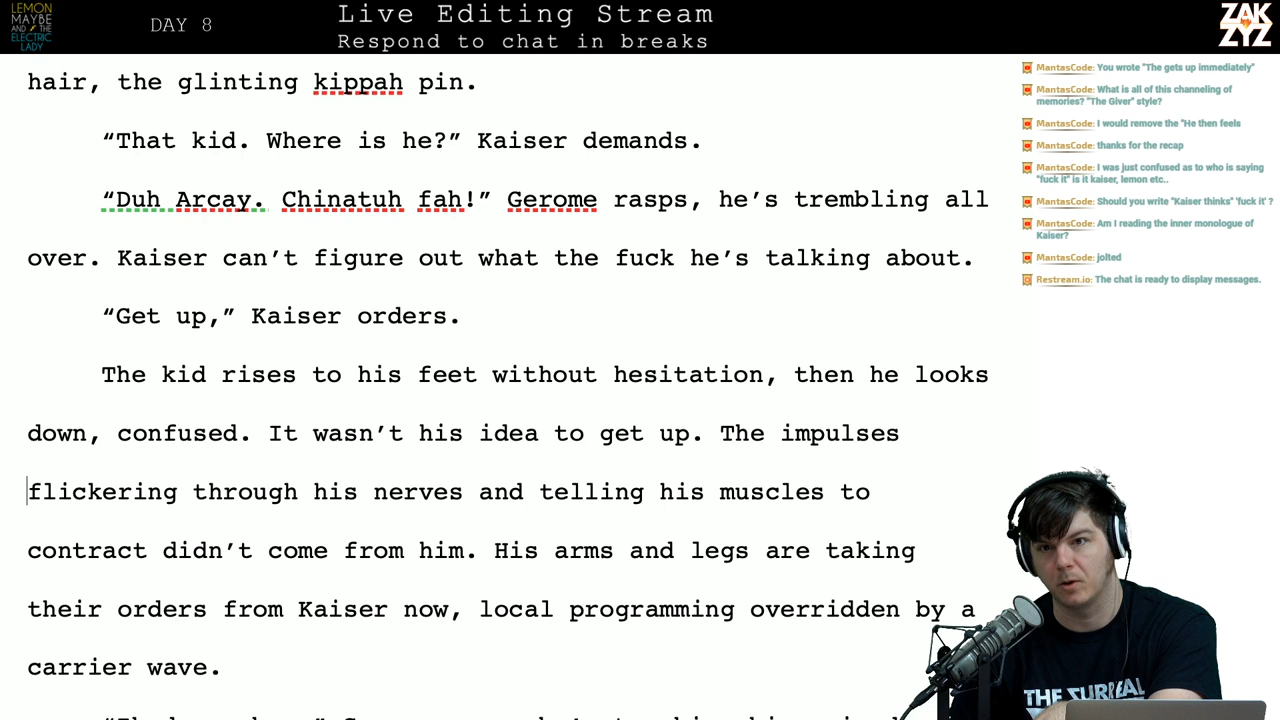 LEMON
MAYBE
AND THE
ELECTRIC
LADY
DAY 8
Live Editing Stream
Respond to chat in breaks
ZAK
ZYZ
hair, the glinting kippah pin.
“That kid. Where is he?” Kaiser demands.
“Duh Arcay. Chinatuh fah!” Gerome rasps, he’s trembling all
over. Kaiser can’t figure out what the fuck he’s talking about.
“Get up,” Kaiser orders.
The kid rises to his feet without hesitation, then he looks
down, confused. It wasn’t his idea to get up. The impulses
flickering through his nerves and telling his muscles to
contract didn’t come from him. His arms and legs are taking
their orders from Kaiser now, local programming overridden by a
carrier wave.
MantasCode: You wrote "The gets up immediately"
MantasCode: What is all of this channeling of
memories? "The Giver" style?
MantasCode: I would remove the "He then feels
MantasCode: thanks for the recap
MantasCode: I was just confused as to who is saying
"fuck it" is it kaiser, lemon etc..
MantasCode: Should you write "Kaiser thinks" 'fuck it' ?
MantasCode: Am I reading the inner monologue of
Kaiser?
MantasCode: jolted
Restream.io: The chat is ready to display messages.
THE SURREAL